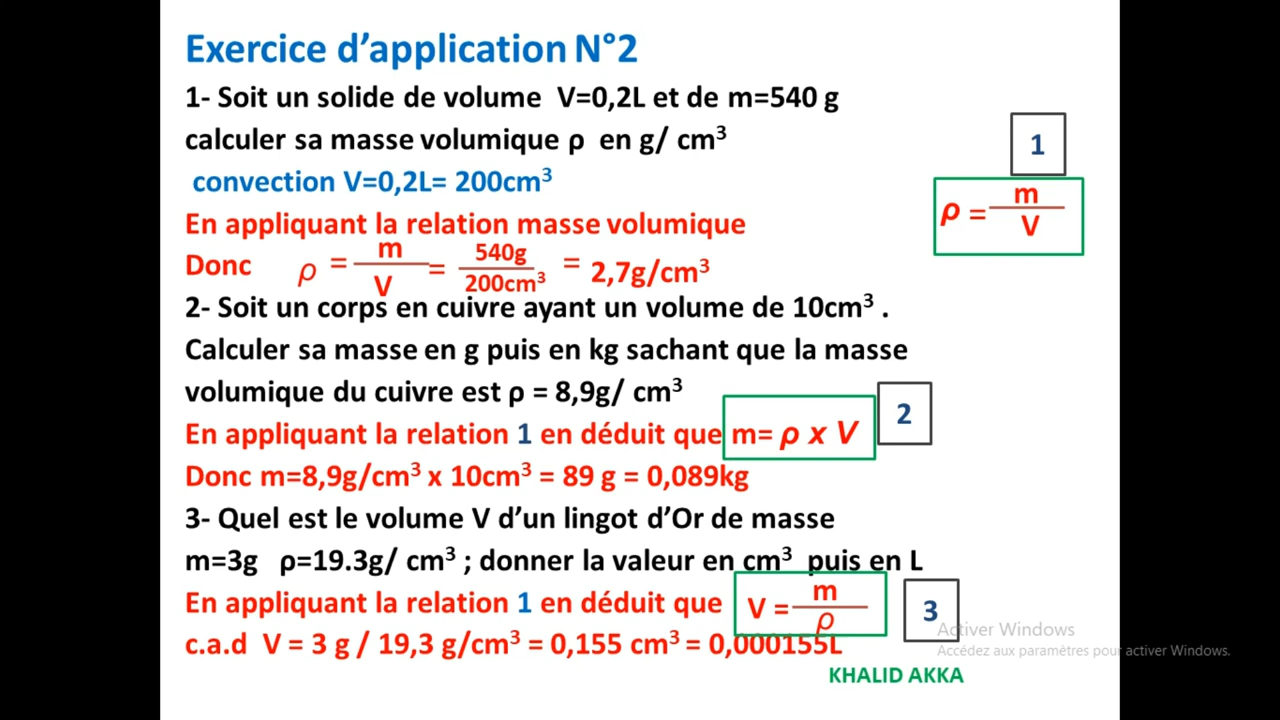 Exercice d'application N°2
1- Soit un solide de volume V=0,2L et de m=540 g
calculer sa masse volumique ρ en g/ cm³
1
convection V=0,2L= 200cm³
ρ = m / V
En appliquant la relation masse volumique
Donc ρ = m / V = 540g / 200cm³ = 2,7g/cm³
2- Soit un corps en cuivre ayant un volume de 10cm³ .
Calculer sa masse en g puis en kg sachant que la masse
volumique du cuivre est ρ = 8,9g/ cm³
2
En appliquant la relation 1 en déduit que m= ρ x V
Donc m=8,9g/cm³ x 10cm³ = 89 g = 0,089kg
3- Quel est le volume V d'un lingot d'Or de masse
m=3g ρ=19.3g/ cm³ ; donner la valeur en cm³ puis en L
En appliquant la relation 1 en déduit que V = m / ρ
3
c.a.d V = 3 g / 19,3 g/cm³ = 0,155 cm³ = 0,000155L
Activer Windows
Accédez aux paramètres pour activer Windows.
KHALID AKKA